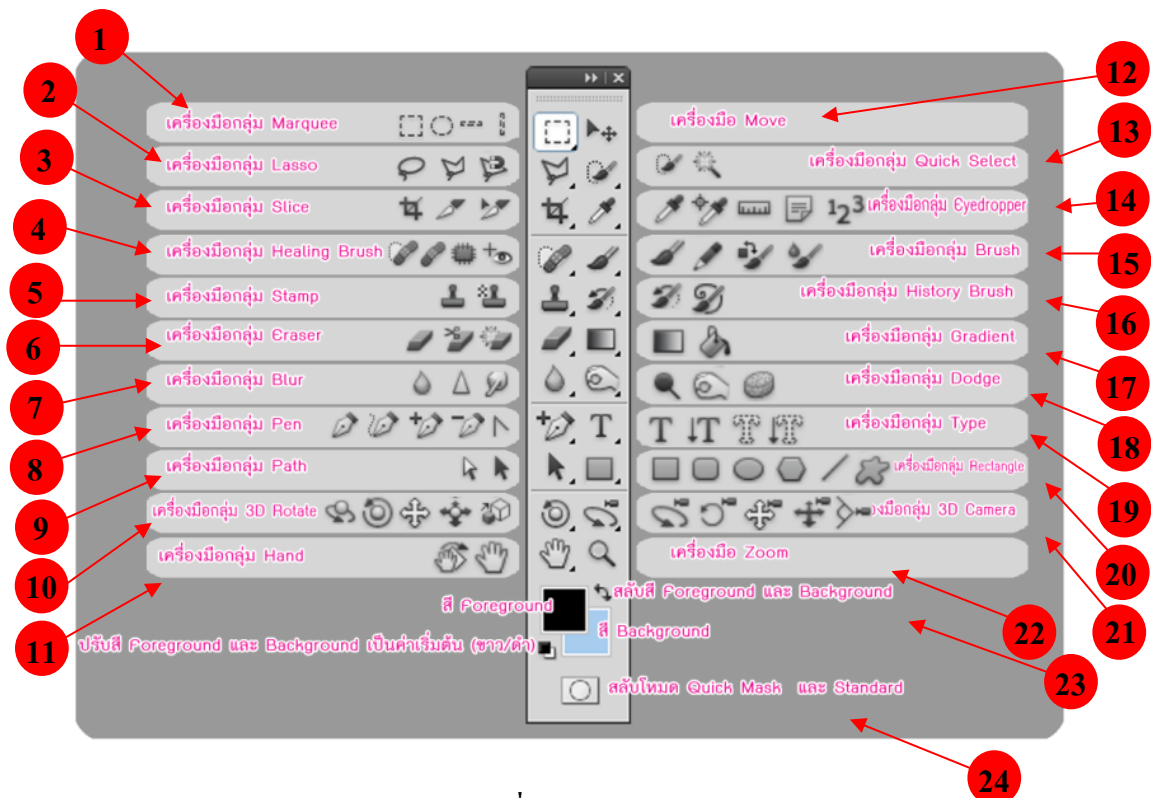 1
เครื่องมือกลุ่ม Marquee
2
เครื่องมือกลุ่ม Lasso
3
เครื่องมือกลุ่ม Slice
4
เครื่องมือกลุ่ม Healing Brush
5
เครื่องมือกลุ่ม Stamp
6
เครื่องมือกลุ่ม Eraser
7
เครื่องมือกลุ่ม Blur
8
เครื่องมือกลุ่ม Pen
9
เครื่องมือกลุ่ม Path
10
เครื่องมือกลุ่ม 3D Rotate
11
เครื่องมือกลุ่ม Hand
12
เครื่องมือ Move
13
เครื่องมือกลุ่ม Quick Select
14
เครื่องมือกลุ่ม Eyedropper
15
เครื่องมือกลุ่ม Brush
16
เครื่องมือกลุ่ม History Brush
17
เครื่องมือกลุ่ม Gradient
18
เครื่องมือกลุ่ม Dodge
19
เครื่องมือกลุ่ม Type
20
เครื่องมือกลุ่ม Rectangle
21
องมือกลุ่ม 3D Camera
22
เครื่องมือ Zoom
23
สลับสี Foreground และ Background
สี Foreground
สี Background
ปรับสี Foreground และ Background เป็นค่าเริ่มต้น (ขาว/ดำ)
24
สลับโหมด Quick Mask และ Standard